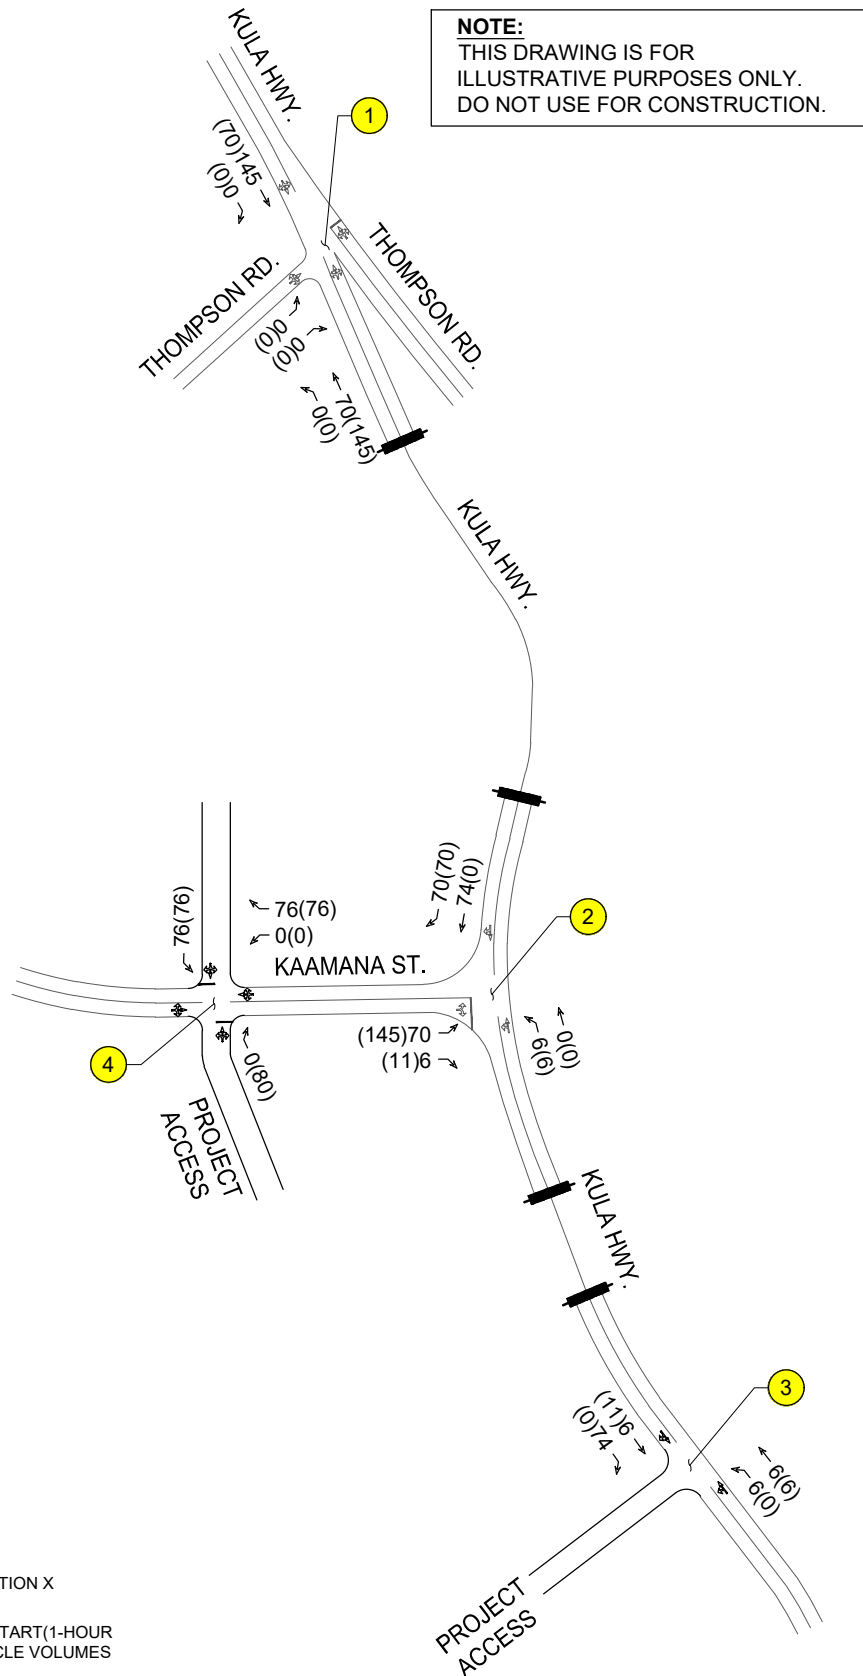 NOTE:
THIS DRAWING IS FOR
ILLUSTRATIVE PURPOSES ONLY.
DO NOT USE FOR CONSTRUCTION.
KULA HWY.
1
(70)145
(0)0
THOMPSON RD.
THOMPSON RD.
(0)0
(0)0
70(145)
0(0)
KULA HWY.
70(70)
74(0)
76(76)
76(76)
0(0)
2
KAAMANA ST.
(145)70
(11)6
0(0)
6(6)
4
0(80)
PROJECT
ACCESS
KULA HWY.
3
(11)6
(0)74
6(6)
6(0)
PROJECT
ACCESS
TION X
TART(1-HOUR
CLE VOLUMES